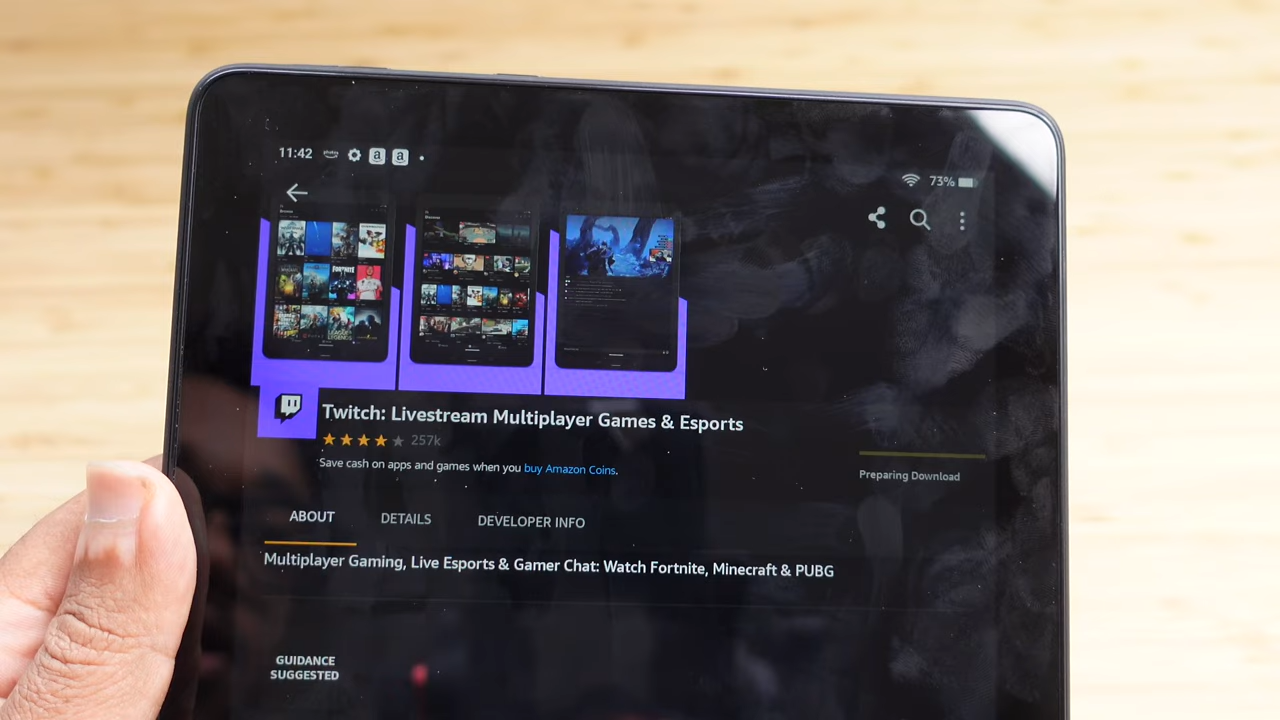 11:42
photos
73%
Twitch: Livestream Multiplayer Games & Esports
257k
Save cash on apps and games when you buy Amazon Coins.
Preparing Download
ABOUT DETAILS DEVELOPER INFO
Multiplayer Gaming, Live Esports & Gamer Chat: Watch Fortnite, Minecraft & PUBG
GUIDANCE
SUGGESTED